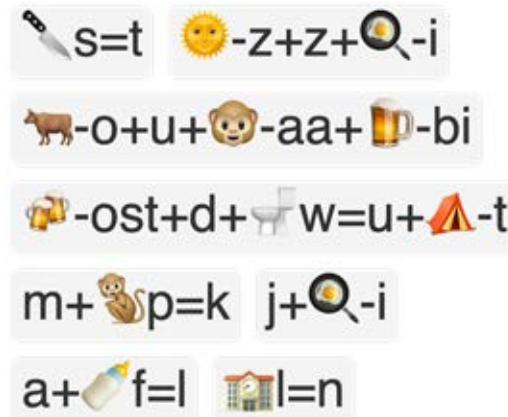 🔪s=t 🌞-z+z+🍳-i
🐂-o+u+🐵-aa+🍺-bi
🍻-ost+d+🚽w=u+⛺-t
m+🐒p=k j+🍳-i
a+🍼f=l 🏫l=n